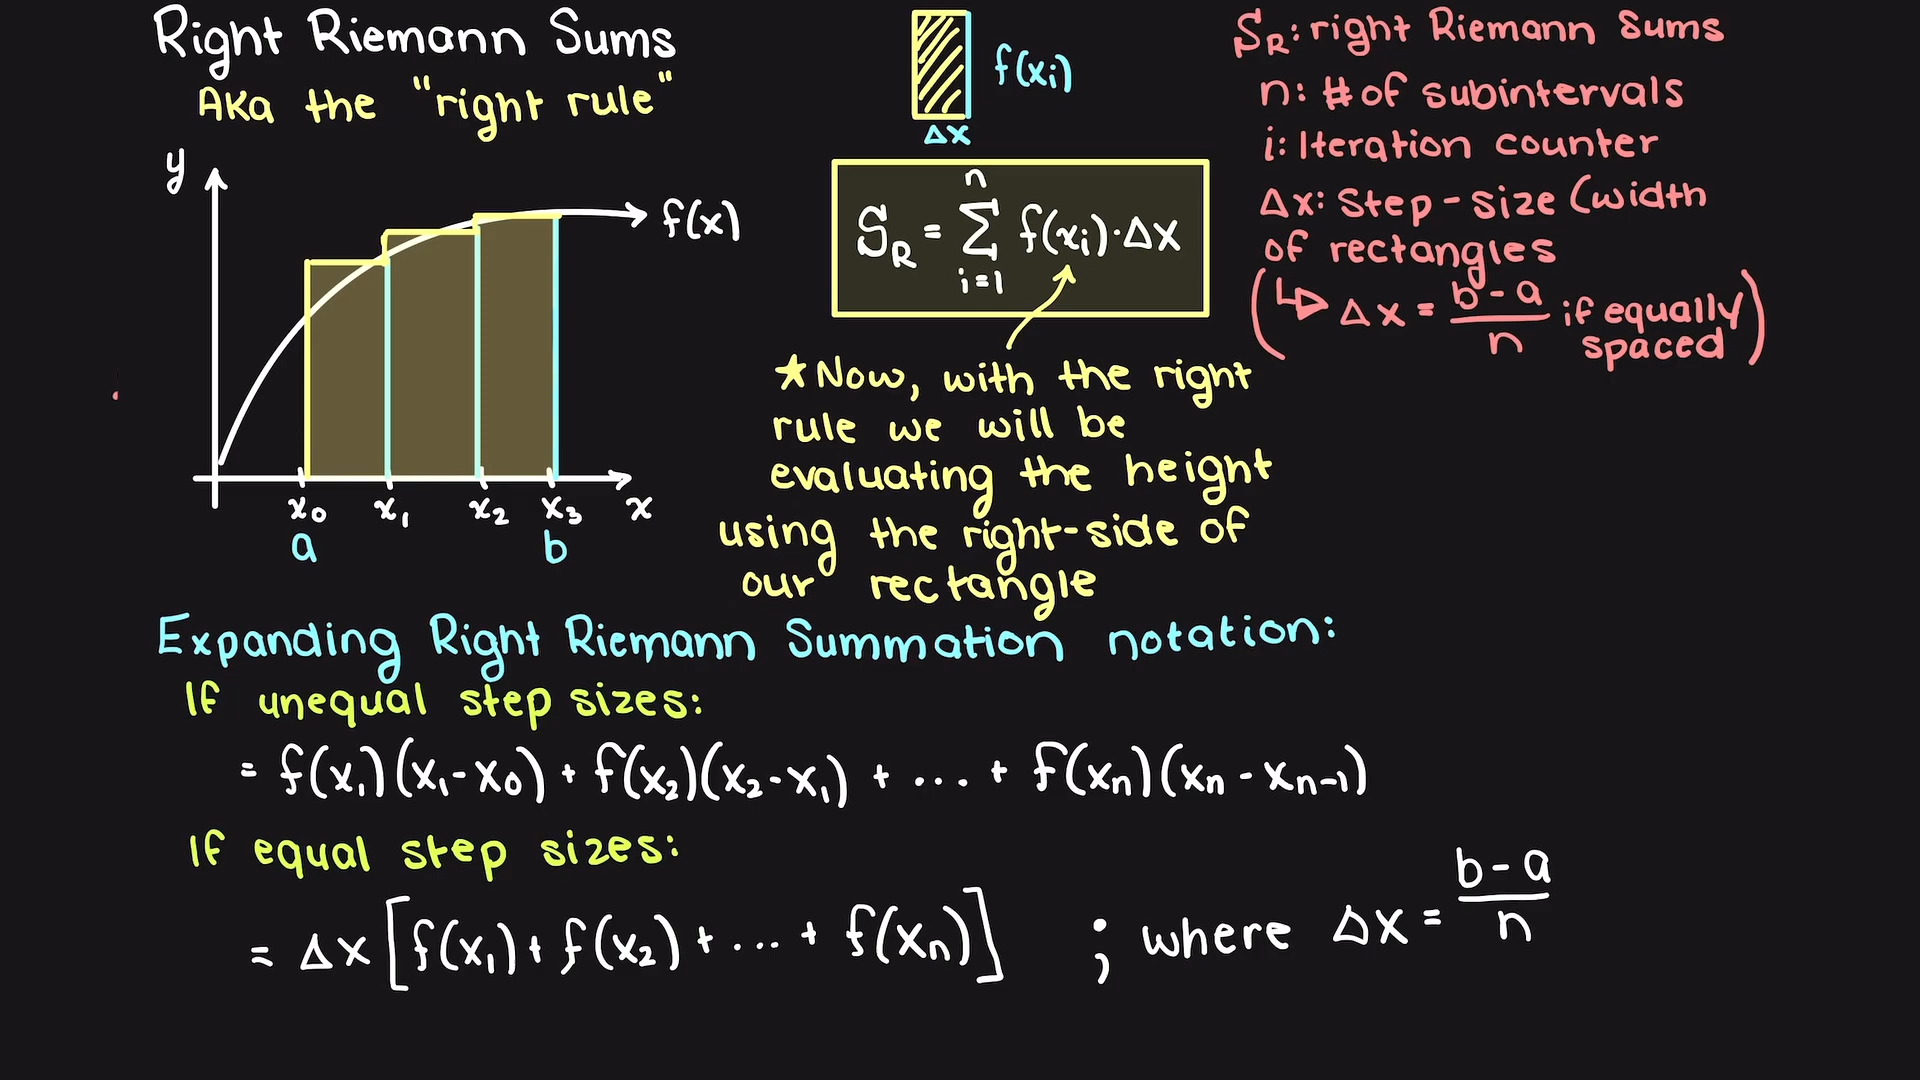 Right Riemann Sums
AKa the "right rule"
y
f(x)
x₀ x₁ x₂ x₃ x
a b
f(xᵢ)
Δx
S_R = Σ_{i=1}^{n} f(xᵢ)·Δx
★Now, with the right
rule we will be
evaluating the height
using the right-side of
our rectangle
S_R: right Riemann Sums
n: # of subintervals
i: Iteration counter
Δx: Step-size (width
of rectangles
(↳ Δx = (b-a)/n if equally
spaced)
Expanding Right Riemann Summation notation:
If unequal step sizes:
= f(x₁)(x₁-x₀) + f(x₂)(x₂-x₁) + ... + f(xₙ)(xₙ - xₙ₋₁)
If equal step sizes:
= Δx [f(x₁) + f(x₂) + ... + f(xₙ)] ; where Δx = (b-a)/n